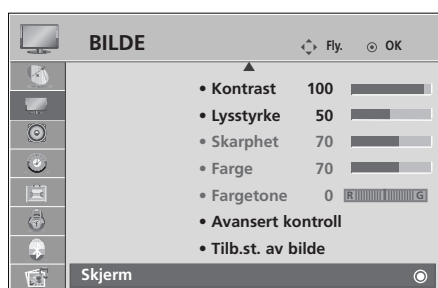 BILDE Fly. OK
• Kontrast 100
• Lysstyrke 50
• Skarphet 70
• Farge 70
• Fargetone 0 R G
• Avansert kontroll
• Tilb.st. av bilde
Skjerm